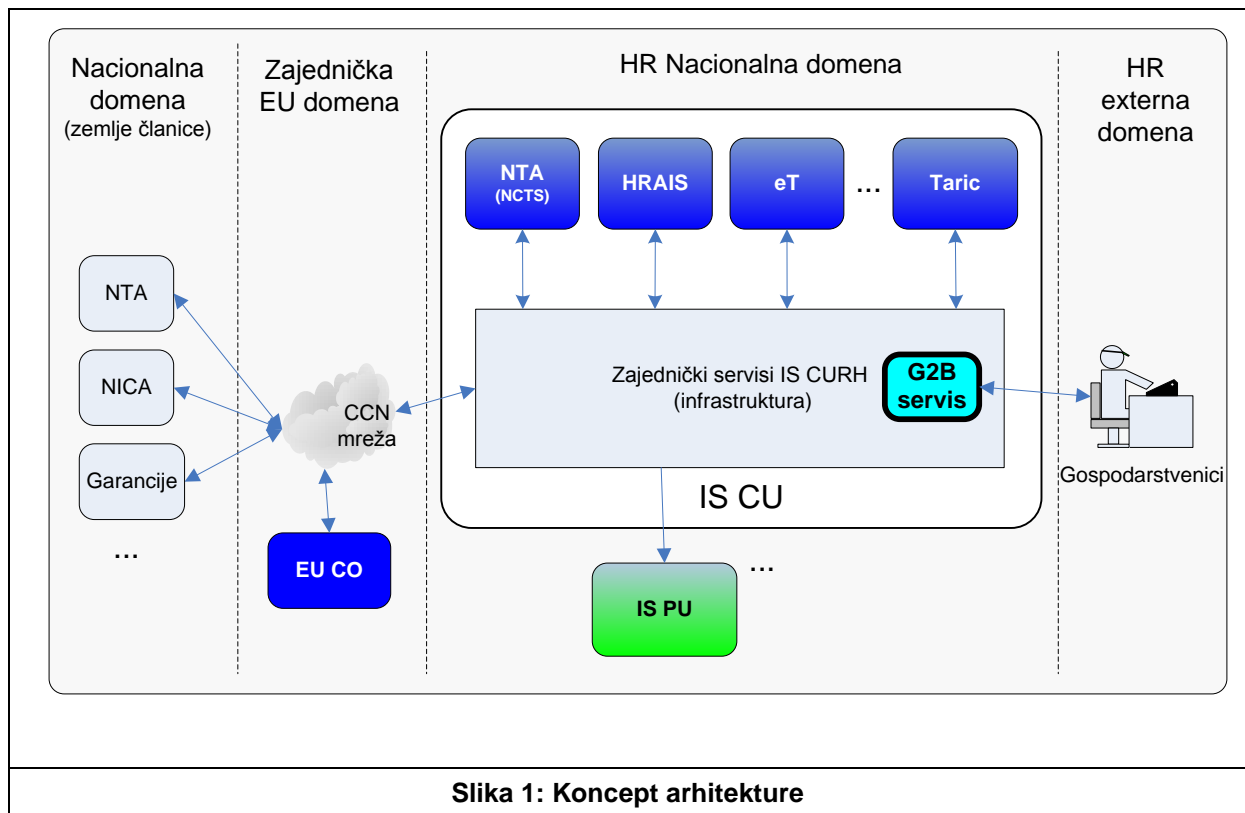 Nacionalna
domena
(zemlje članice)
Zajednička
EU domena
HR Nacionalna domena
HR
externa
domena
NTA
(NCTS)
HRAIS
eT
...
Taric
NTA
NICA
Garancije
...
CCN
mreža
EU CO
Zajednički servisi IS CURH
(infrastruktura)
G2B
servis
IS CU
Gospodarstvenici
IS PU
...
Slika 1: Koncept arhitekture